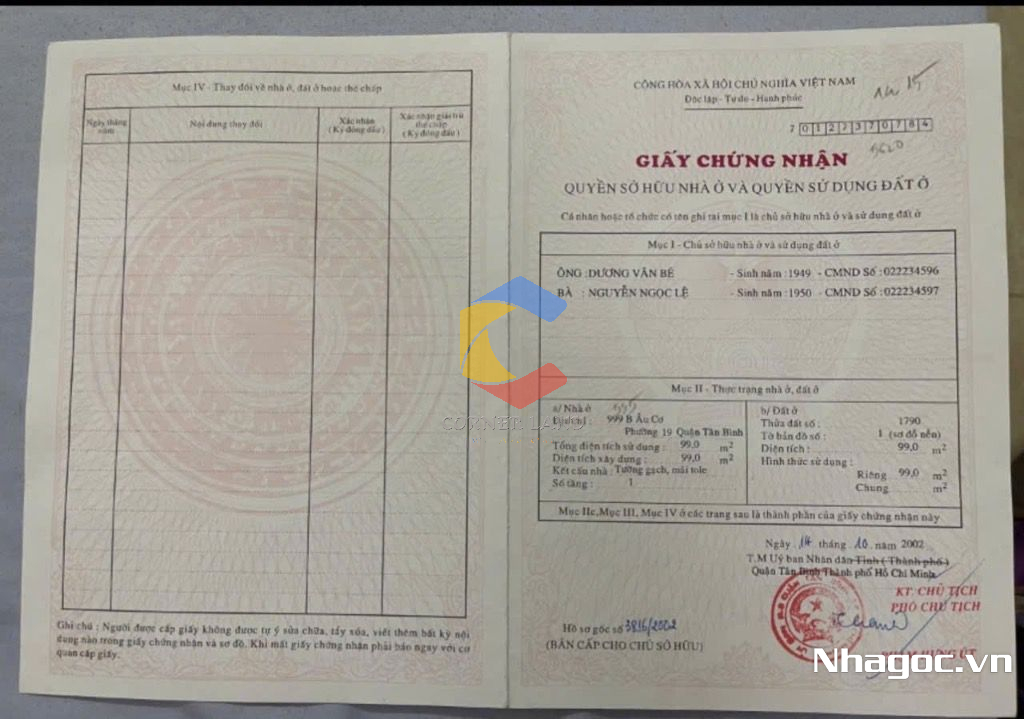 Mục IV - Thay đổi về nhà ở, đất ở hoặc thế chấp
Ngày tháng năm
Nội dung thay đổi
Xác nhận
(Ký đóng dấu)
Xác nhận giải trừ
thế chấp
(Ký đóng dấu)
Ghi chú : Người được cấp giấy không được tự ý sửa chữa, tẩy xóa, viết thêm bất kỳ nội
dung nào trong giấy chứng nhận và sơ đồ. Khi mất giấy chứng nhận phải báo ngay với cơ
quan cấp giấy.
CỘNG HÒA XÃ HỘI CHỦ NGHĨA VIỆT NAM
Độc lập - Tự do - Hạnh phúc
7 0 1 2 7 3 7 0 7 8 4
GIẤY CHỨNG NHẬN
QUYỀN SỞ HỮU NHÀ Ở VÀ QUYỀN SỬ DỤNG ĐẤT Ở
Cá nhân hoặc tổ chức có tên ghi tại mục I là chủ sở hữu nhà ở và sử dụng đất ở
Mục I - Chủ sở hữu nhà ở và sử dụng đất ở
ÔNG : DƯƠNG VĂN BÉ - Sinh năm : 1949 - CMND Số : 022234596
BÀ : NGUYỄN NGỌC LỆ - Sinh năm : 1950 - CMND Số : 022234597
Mục II - Thực trạng nhà ở, đất ở
a/ Nhà ở
Địa chỉ : 999 B Âu Cơ
Phường 19 Quận Tân Bình
Tổng diện tích sử dụng : 99,0 m2
Diện tích xây dựng : 99,0 m2
Kết cấu nhà : Tường gạch, mái tole
Số tầng : 1
b/ Đất ở
Thửa đất số : 1790
Tờ bản đồ số : 1 (sơ đồ nền)
Diện tích : 99,0 m2
Hình thức sử dụng :
Riêng 99,0 m2
Chung m2
Mục IIc, Mục III, Mục IV ở các trang sau là thành phần của giấy chứng nhận này
Ngày 14 tháng 10 năm 2002
T.M Uỷ ban Nhân dân Tỉnh ( Thành phố )
Quận Tân Bình Thành phố Hồ Chí Minh
KT. CHỦ TỊCH
PHÓ CHỦ TỊCH
Hồ sơ gốc số 3816/2002
(BẢN CẤP CHO CHỦ SỞ HỮU)
Nhagoc.vn